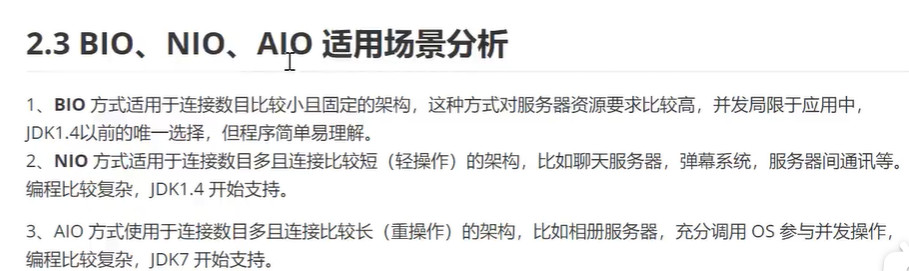 2.3 BIO、NIO、AIO 适用场景分析
1、BIO 方式适用于连接数目比较小且固定的架构，这种方式对服务器资源要求比较高，并发局限于应用中，
JDK1.4以前的唯一选择，但程序简单易理解。
2、NIO 方式适用于连接数目多且连接比较短（轻操作）的架构，比如聊天服务器，弹幕系统，服务器间通讯等。
编程比较复杂，JDK1.4 开始支持。
3、AIO 方式使用于连接数目多且连接比较长（重操作）的架构，比如相册服务器，充分调用 OS 参与并发操作，
编程比较复杂，JDK7 开始支持。